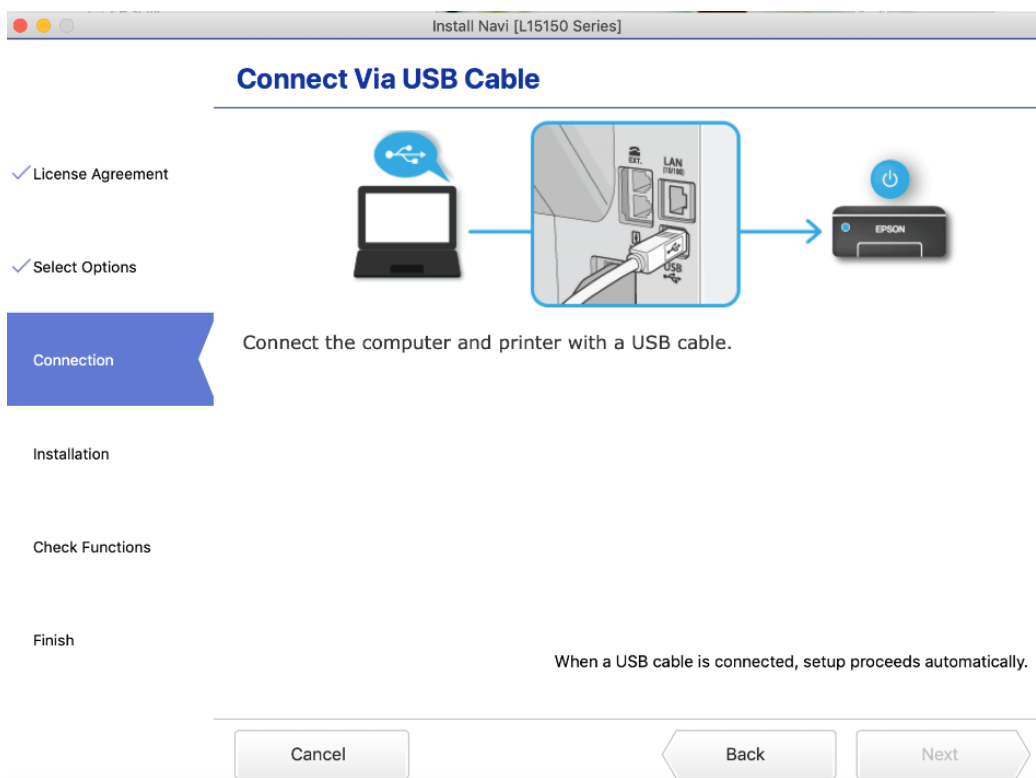 Install Navi [L15150 Series]
Connect Via USB Cable
License Agreement
Select Options
Connection
Installation
Check Functions
Finish
EXT.
LAN
(10/100)
USB
EPSON
Connect the computer and printer with a USB cable.
When a USB cable is connected, setup proceeds automatically.
Cancel
Back
Next